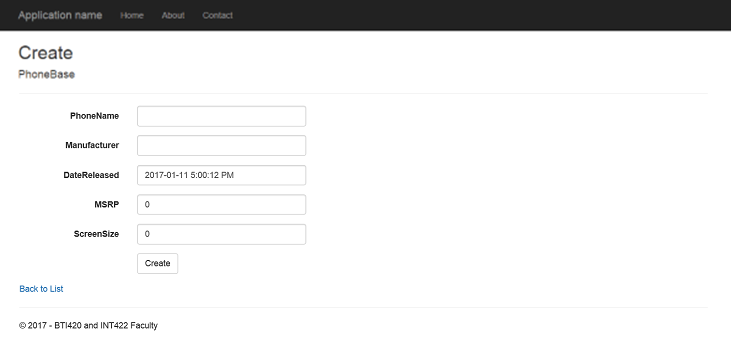 Application name Home About Contact
Create
PhoneBase
PhoneName
Manufacturer
DateReleased 2017-01-11 5:00:12 PM
MSRP 0
ScreenSize 0
Create
Back to List
© 2017 - BTI420 and INT422 Faculty